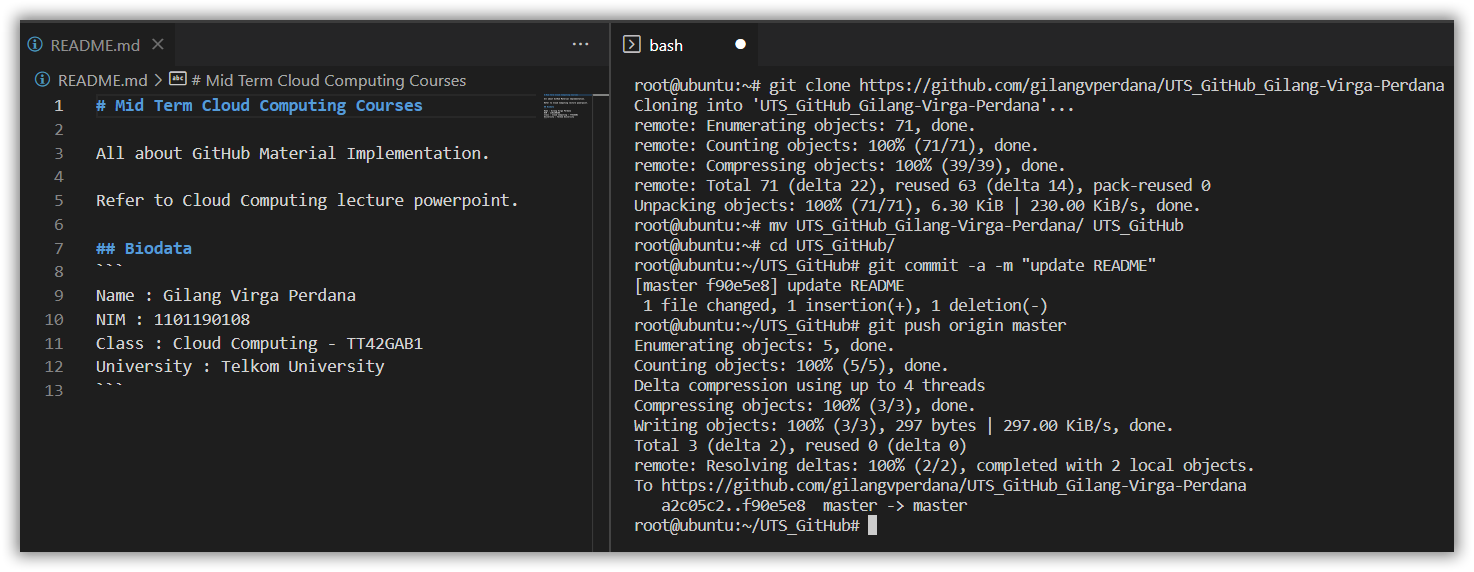 README.md
README.md > # Mid Term Cloud Computing Courses
1 # Mid Term Cloud Computing Courses
2
3 All about GitHub Material Implementation.
4
5 Refer to Cloud Computing lecture powerpoint.
6
7 ## Biodata
8 ```
9 Name : Gilang Virga Perdana
10 NIM : 1101190108
11 Class : Cloud Computing - TT42GAB1
12 University : Telkom University
13 ```
bash
root@ubuntu:~# git clone https://github.com/gilangvperdana/UTS_GitHub_Gilang-Virga-Perdana
Cloning into 'UTS_GitHub_Gilang-Virga-Perdana'...
remote: Enumerating objects: 71, done.
remote: Counting objects: 100% (71/71), done.
remote: Compressing objects: 100% (39/39), done.
remote: Total 71 (delta 22), reused 63 (delta 14), pack-reused 0
Unpacking objects: 100% (71/71), 6.30 KiB | 230.00 KiB/s, done.
root@ubuntu:~# mv UTS_GitHub_Gilang-Virga-Perdana/ UTS_GitHub
root@ubuntu:~# cd UTS_GitHub/
root@ubuntu:~/UTS_GitHub# git commit -a -m "update README"
[master f90e5e8] update README
1 file changed, 1 insertion(+), 1 deletion(-)
root@ubuntu:~/UTS_GitHub# git push origin master
Enumerating objects: 5, done.
Counting objects: 100% (5/5), done.
Delta compression using up to 4 threads
Compressing objects: 100% (3/3), done.
Writing objects: 100% (3/3), 297 bytes | 297.00 KiB/s, done.
Total 3 (delta 2), reused 0 (delta 0)
remote: Resolving deltas: 100% (2/2), completed with 2 local objects.
To https://github.com/gilangvperdana/UTS_GitHub_Gilang-Virga-Perdana
a2c05c2..f90e5e8 master -> master
root@ubuntu:~/UTS_GitHub#